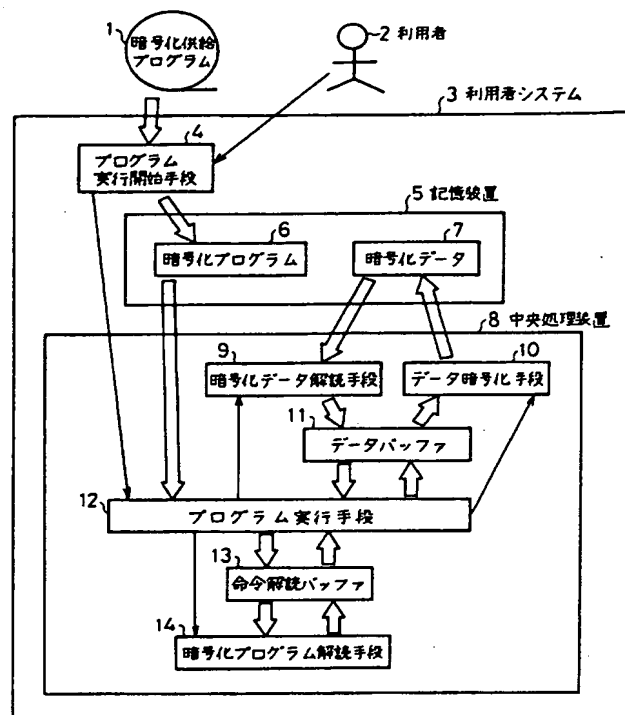 1
暗号化供給
プログラム
2 利用者
3 利用者システム
4
プログラム
実行開始手段
5 記憶装置
6
暗号化プログラム
7
暗号化データ
8 中央処理装置
9
暗号化データ解読手段
10
データ暗号化手段
11
データバッファ
12
プログラム実行手段
13
命令解読バッファ
14
暗号化プログラム解読手段